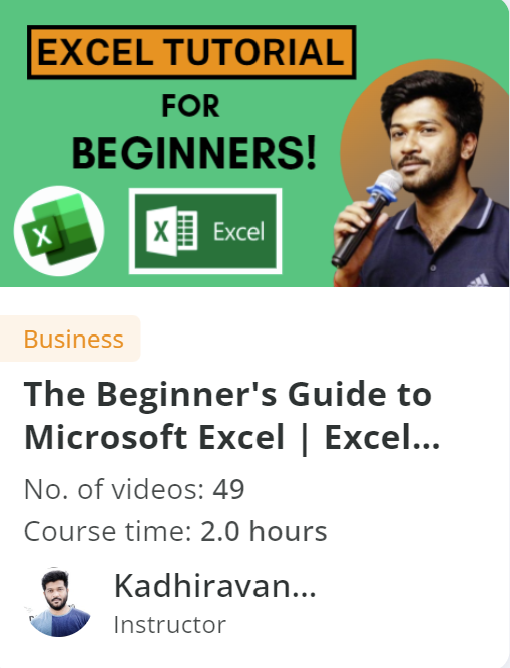 EXCEL TUTORIAL
FOR
BEGINNERS!
X
X Excel
Business
The Beginner's Guide to
Microsoft Excel | Excel...
No. of videos: 49
Course time: 2.0 hours
Kadhiravan...
Instructor